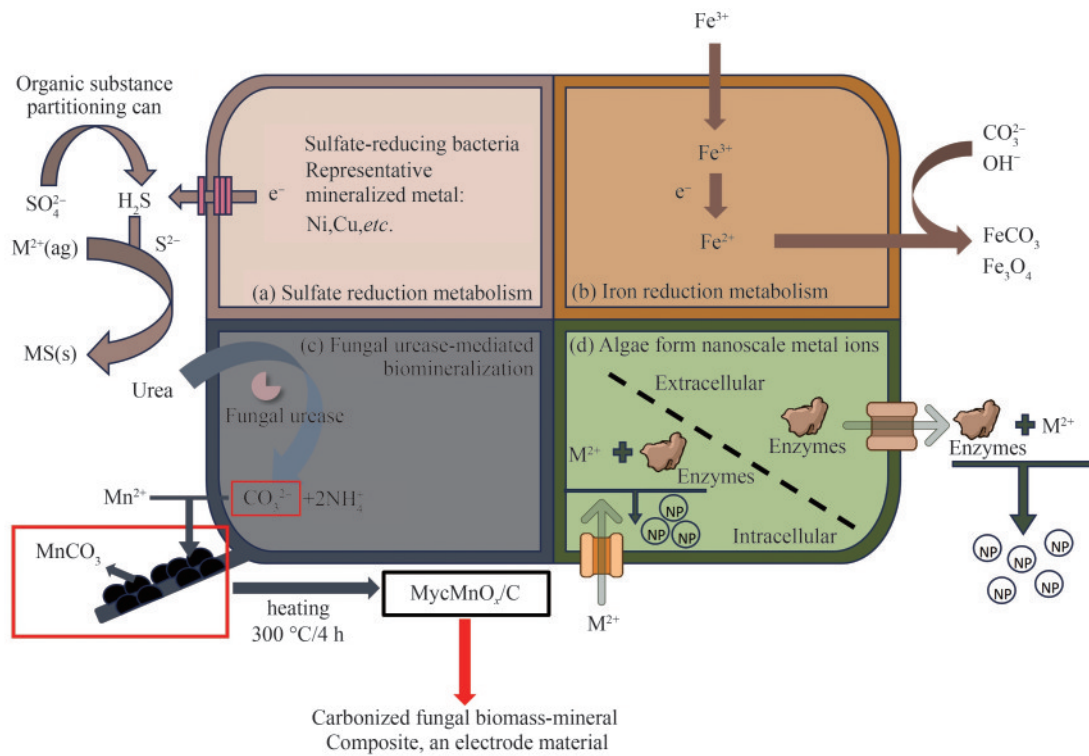 Fe³⁺
Organic substance
partitioning can
SO₄²⁻
H₂S
e⁻
M²⁺(ag)
S²⁻
MS(s)
Sulfate-reducing bacteria
Representative
mineralized metal:
Ni,Cu,etc.
(a) Sulfate reduction metabolism
Fe³⁺
e⁻
Fe²⁺
(b) Iron reduction metabolism
CO₃²⁻
OH⁻
FeCO₃
Fe₃O₄
(c) Fungal urease-mediated
biomineralization
Urea
Fungal urease
Mn²⁺
CO₃²⁻ +2NH₄⁻
MnCO₃
heating
300 °C/4 h
MycMnOₓ/C
Carbonized fungal biomass-mineral
Composite, an electrode material
(d) Algae form nanoscale metal ions
Extracellular
Enzymes
M²⁺
Enzymes
NP
NP
NP
Intracellular
M²⁺
Enzymes
M²⁺
NP
NP
NP
NP
NP